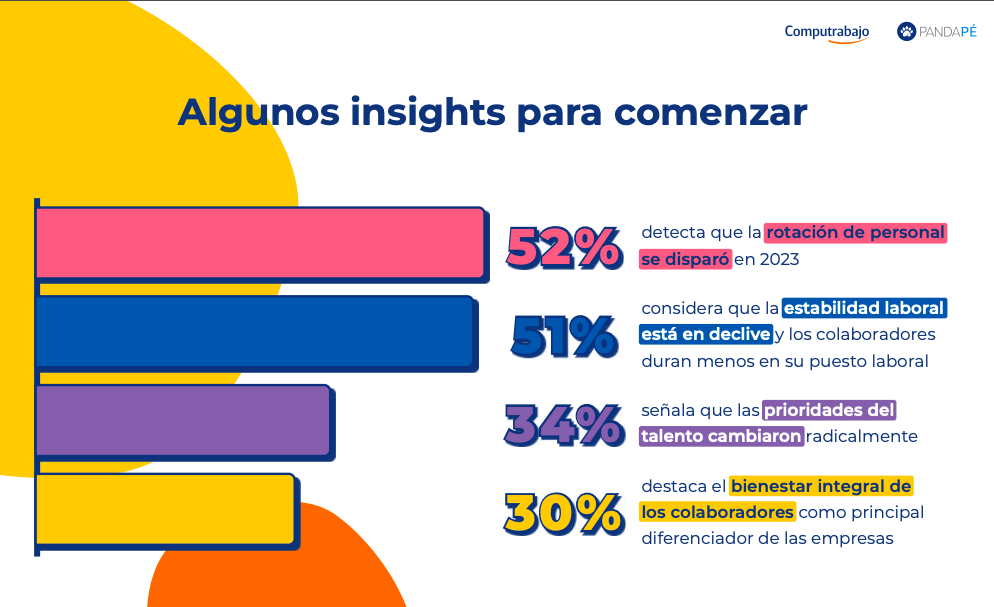 Computrabajo
PANDAPÉ
Algunos insights para comenzar
52%
detecta que la rotación de personal
se disparó en 2023
51%
considera que la estabilidad laboral
está en declive y los colaboradores
duran menos en su puesto laboral
34%
señala que las prioridades del
talento cambiaron radicalmente
30%
destaca el bienestar integral de
los colaboradores como principal
diferenciador de las empresas